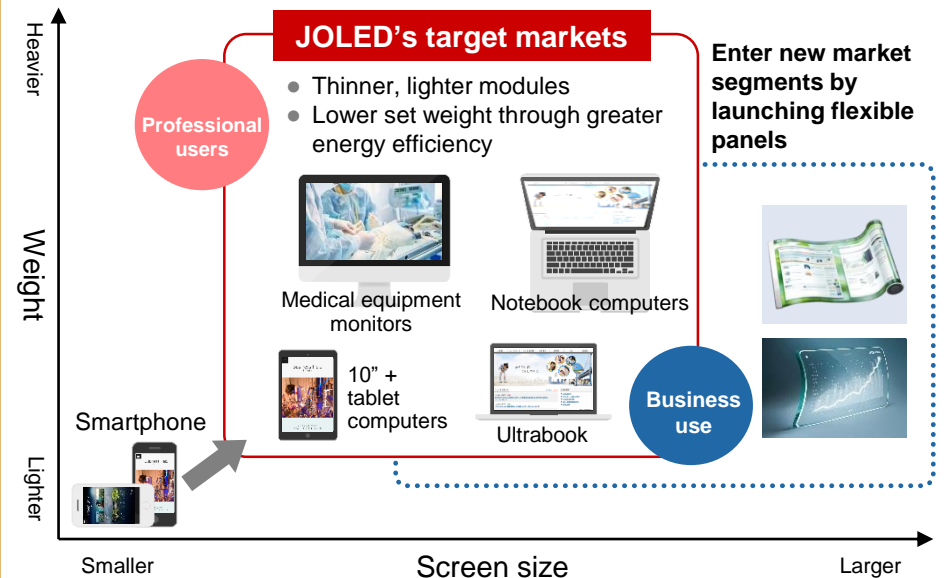 Heavier
JOLED's target markets
● Thinner, lighter modules
● Lower set weight through greater
energy efficiency
Enter new market
segments by
launching flexible
panels
Professional
users
Weight
Medical equipment
monitors
Notebook computers
10” +
tablet
computers
Ultrabook
Business
use
Smartphone
Lighter
Smaller
Screen size
Larger